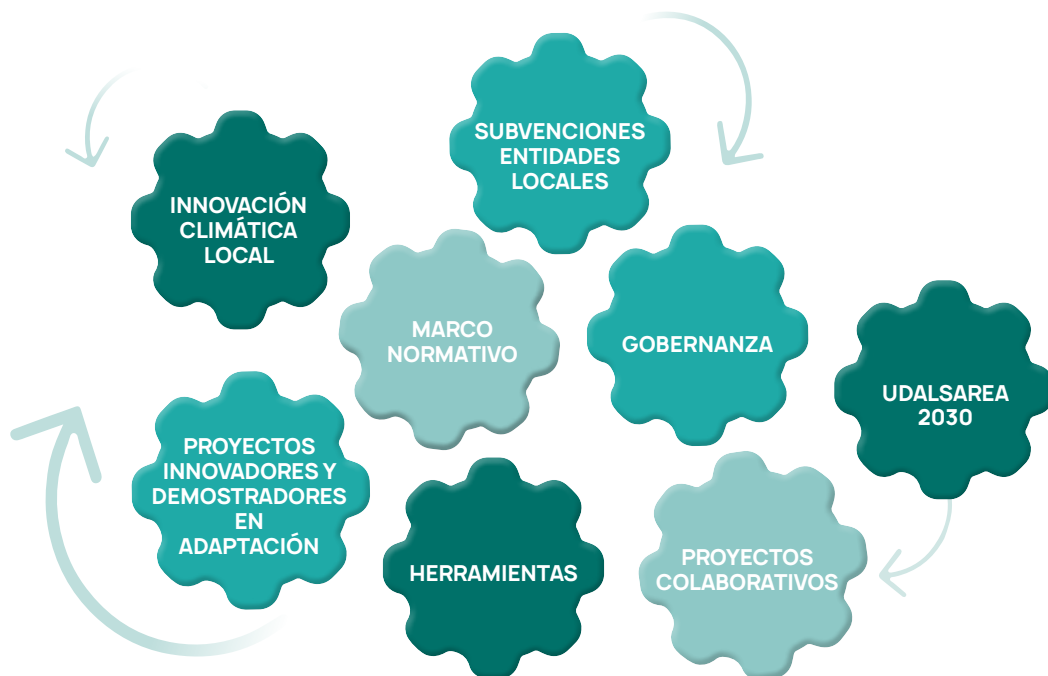 SUBVENCIONES
ENTIDADES
LOCALES
INNOVACIÓN
CLIMÁTICA
LOCAL
MARCO
NORMATIVO
GOBERNANZA
UDALSAREA
2030
PROYECTOS
INNOVADORES Y
DEMOSTRADORES
EN
ADAPTACIÓN
HERRAMIENTAS
PROYECTOS
COLABORATIVOS